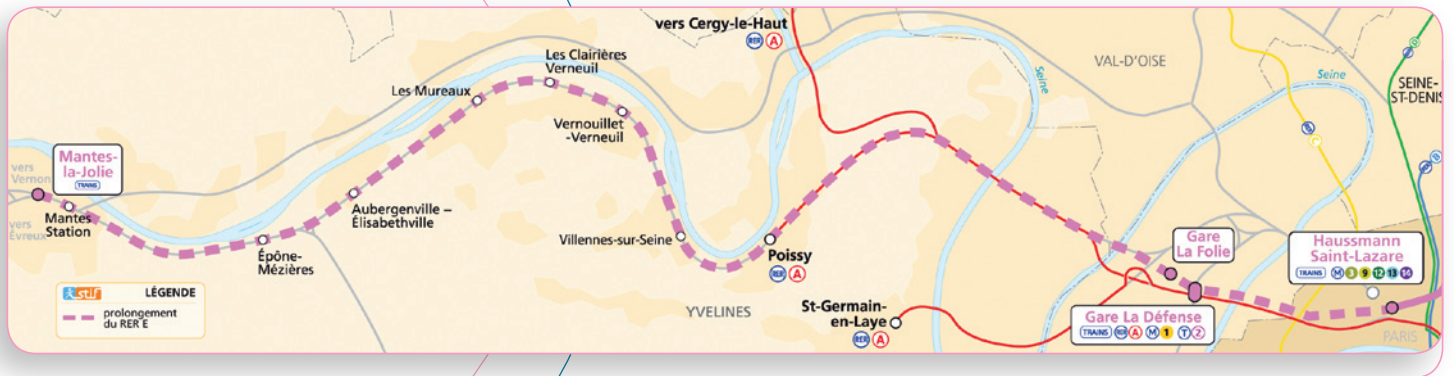 vers Cergy-le-Haut
RER A
Les Clairières
Verneuil
Les Mureaux
Vernouillet
-Verneuil
VAL-D'OISE
Seine
Seine
SEINE-
ST-DENIS
C
B
vers
Vernon
Mantes-
la-Jolie
TRAINS
Mantes
Station
vers
Évreux
Aubergenville –
Élisabethville
Épône-
Mézières
Villennes-sur-Seine
Poissy
RER A
Gare
La Folie
Haussmann
Saint-Lazare
TRAINS M 3 9 12 13 14
stif LÉGENDE
prolongement
du RER E
YVELINES
St-Germain-
en-Laye
RER A
Gare La Défense
TRAINS RER A M 1 T 2
PARIS